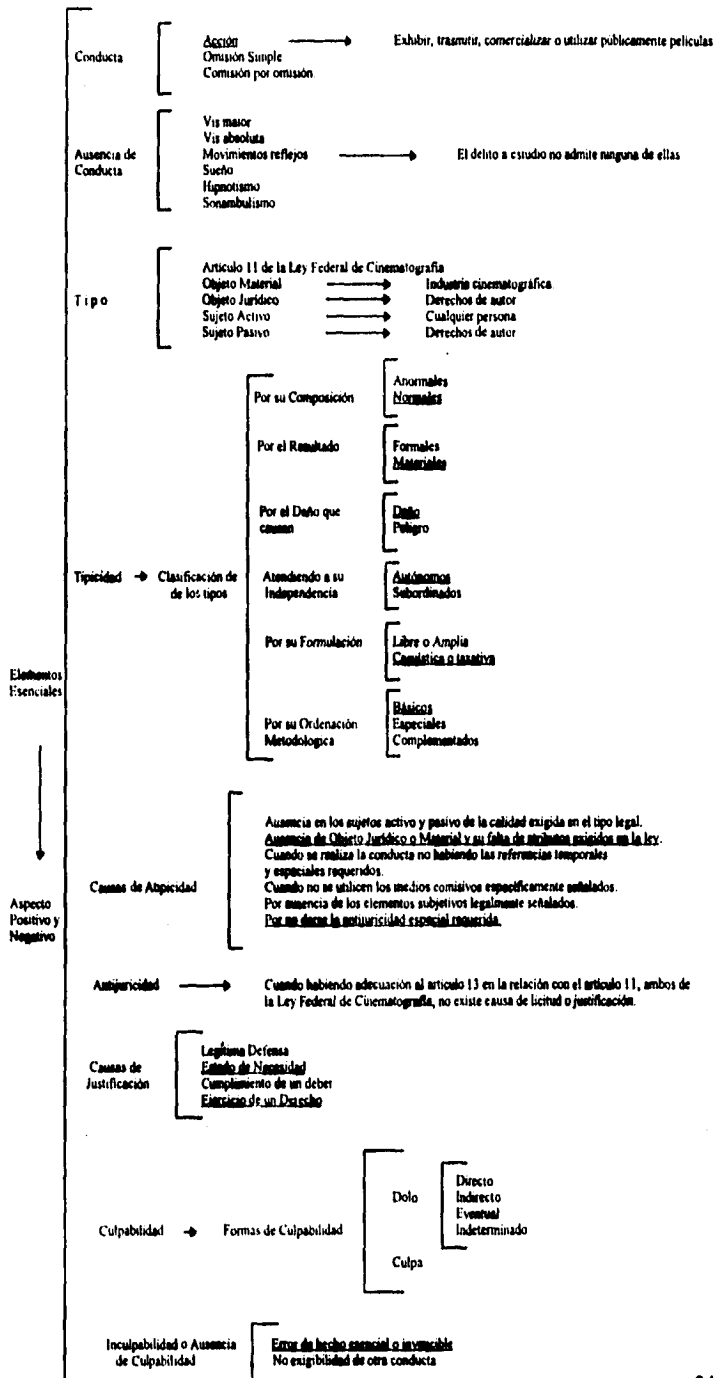 Conducta
Acción
Omisión Simple
Comisión por omisión
Exhibir, trasmitir, comercializar o utilizar públicamente películas
Ausencia de
Conducta
Vis maior
Vis absoluta
Movimientos reflejos
Sueño
Hipnotismo
Sonambulismo
El delito a estudio no admite ninguna de ellas
Tipo
Artículo 11 de la Ley Federal de Cinematografía
Objeto Material
Industria cinematográfica
Objeto Jurídico
Derechos de autor
Sujeto Activo
Cualquier persona
Sujeto Pasivo
Derechos de autor
Tipicidad
Clasificación de
de los tipos
Por su Composición
Anormales
Normales
Por el Resultado
Formales
Materiales
Por el Daño que
causan
Daño
Peligro
Atendiendo a su
Independencia
Autónomos
Subordinados
Por su Formulación
Libre o Amplia
Casuística o taxativa
Por su Ordenación
Metodologica
Básicos
Especiales
Complementados
Elementos
Esenciales
Aspecto
Positivo y
Negativo
Causas de Atipicidad
Ausencia en los sujetos activo y pasivo de la calidad exigida en el tipo legal.
Ausencia de Objeto Jurídico o Material y su falta de atributos exigidos en la ley.
Cuando se realiza la conducta no habiendo las referencias temporales
y especiales requeridos.
Cuando no se utilicen los medios comisivos específicamente señalados.
Por ausencia de los elementos subjetivos legalmente señalados.
Por no darse la antijuricidad especial requerida.
Antijuricidad
Cuando habiendo adecuación al artículo 13 en la relación con el artículo 11, ambos de
la Ley Federal de Cinematografía, no existe causa de licitud o justificación.
Causas de
Justificación
Legítima Defensa
Estado de Necesidad
Cumplimiento de un deber
Ejercicio de un Derecho
Culpabilidad
Formas de Culpabilidad
Dolo
Directo
Indirecto
Eventual
Indeterminado
Culpa
Inculpabilidad o Ausencia
de Culpabilidad
Error de hecho esencial o invencible
No exigibilidad de otra conducta